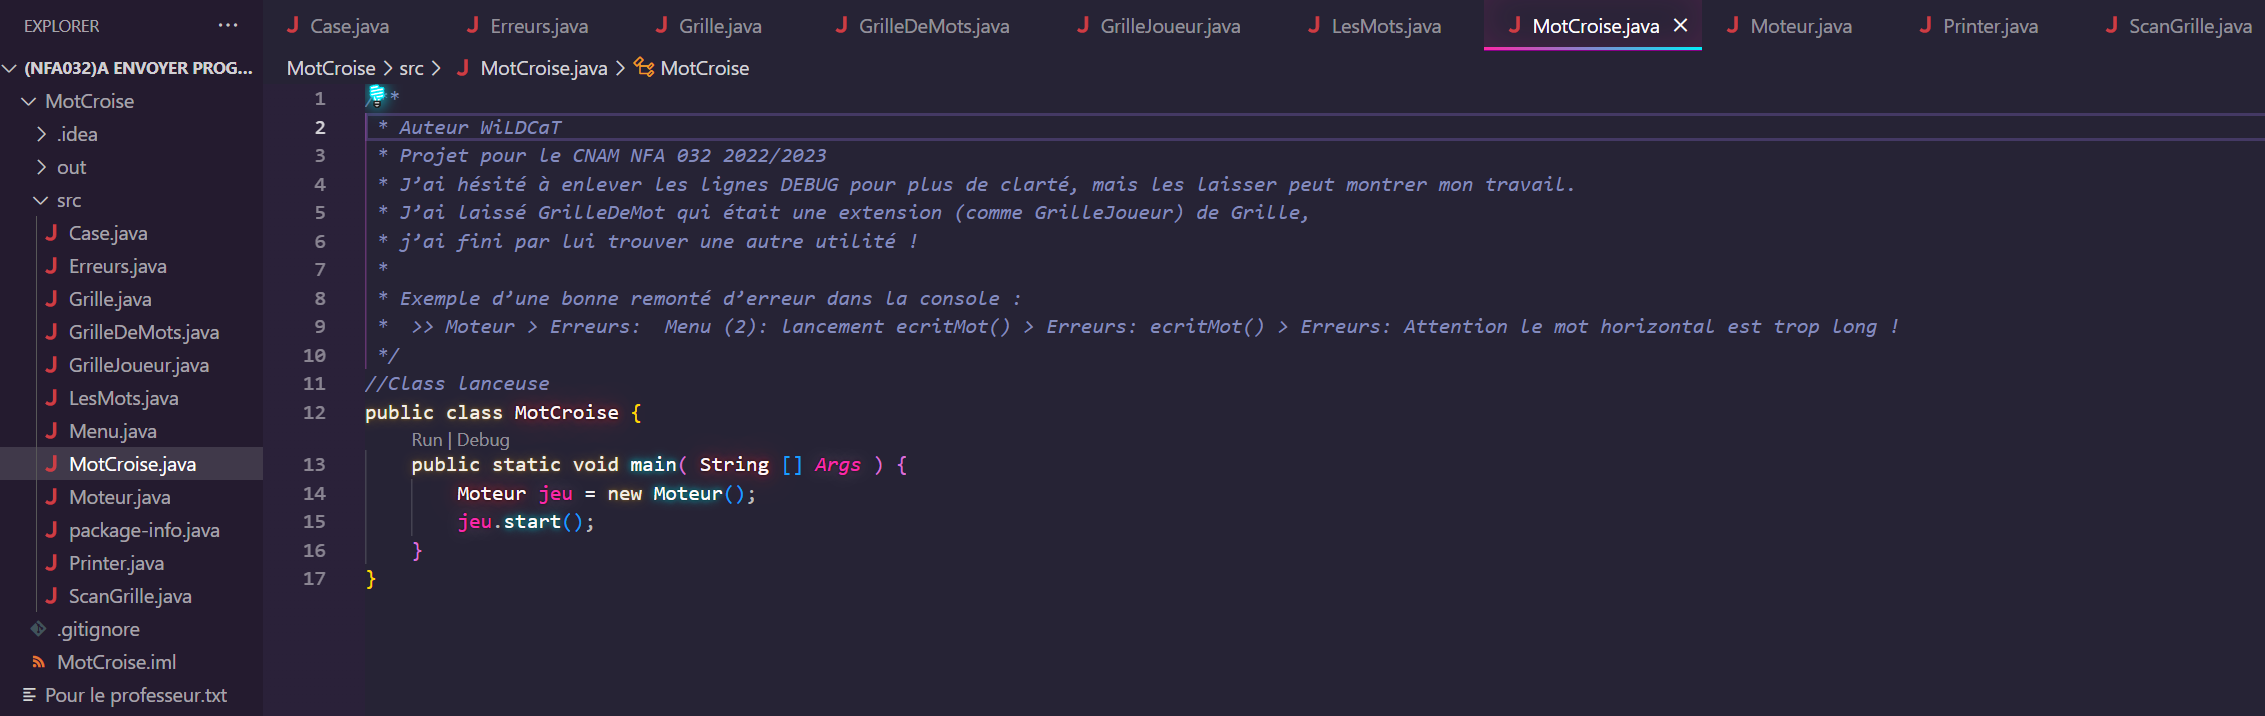 EXPLORER ...
(NFA032)A ENVOYER PROG...
MotCroise
.idea
out
src
Case.java
Erreurs.java
Grille.java
GrilleDeMots.java
GrilleJoueur.java
LesMots.java
Menu.java
MotCroise.java
Moteur.java
package-info.java
Printer.java
ScanGrille.java
.gitignore
MotCroise.iml
Pour le professeur.txt
Case.java Erreurs.java Grille.java GrilleDeMots.java GrilleJoueur.java LesMots.java MotCroise.java Moteur.java Printer.java ScanGrille.java
MotCroise > src > MotCroise.java > MotCroise
1 /**
2 * Auteur WiLDCaT
3 * Projet pour le CNAM NFA 032 2022/2023
4 * J’ai hésité à enlever les lignes DEBUG pour plus de clarté, mais les laisser peut montrer mon travail.
5 * J’ai laissé GrilleDeMot qui était une extension (comme GrilleJoueur) de Grille,
6 * j’ai fini par lui trouver une autre utilité !
7 *
8 * Exemple d’une bonne remonté d’erreur dans la console :
9 *  >> Moteur > Erreurs:  Menu (2): lancement ecritMot() > Erreurs: ecritMot() > Erreurs: Attention le mot horizontal est trop long !
10 */
11 //Class lanceuse
12 public class MotCroise {
Run | Debug
13 public static void main( String [] Args ) {
14 Moteur jeu = new Moteur();
15 jeu.start();
16 }
17 }